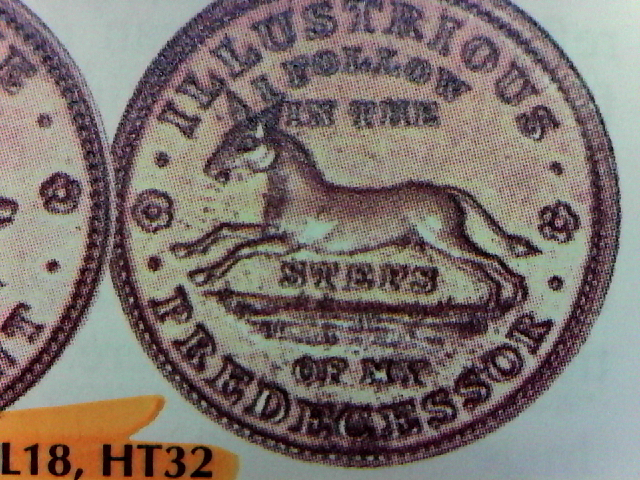 ILLUSTRIOUS
I FOLLOW
IN THE
STEPS
OF MY
PREDECESSOR
L18, HT32